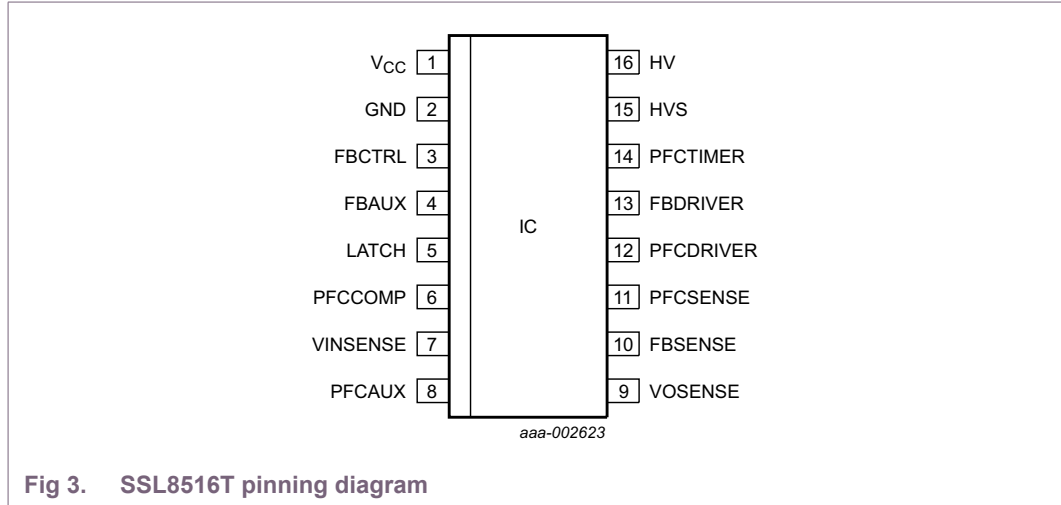 VCC 1 16 HV
GND 2 15 HVS
FBCTRL 3 14 PFCTIMER
FBAUX 4 13 FBDRIVER
IC
LATCH 5 12 PFCDRIVER
PFCCOMP 6 11 PFCSENSE
VINSENSE 7 10 FBSENSE
PFCAUX 8 9 VOSENSE
aaa-002623
Fig 3. SSL8516T pinning diagram